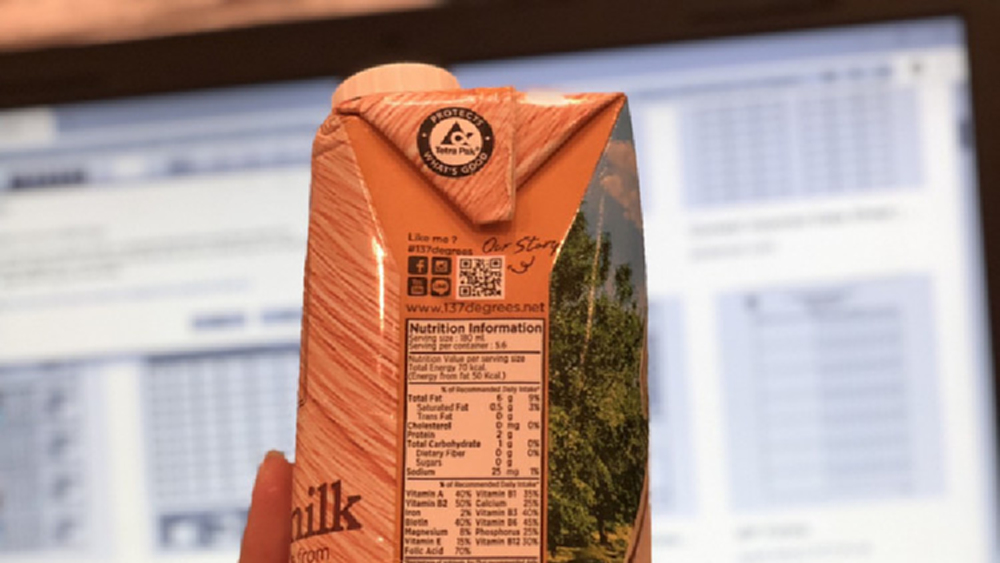 PROTECTS
Tetra Pak
WHAT'S GOOD
Like me ?
#137degrees
Our Story
www.137degrees.net
Nutrition Information
Serving size : 180 ml.
Serving per container : 5.6
Nutrition Value per serving size
Total Energy 70 kcal.
(Energy from fat 50 Kcal.)
% of Recommended Daily Intake*
Total Fat 6 g 9%
Saturated Fat 0.5 g 3%
Trans Fat 0 g
Cholesterol 0 mg 0%
Protein 2 g
Total Carbohydrate 1 g 0%
Dietary Fiber 0 g 0%
Sugars 0 g
Sodium 25 mg 1%
% of Recommended Daily Intake*
Vitamin A 40% Vitamin B1 35%
Vitamin B2 50% Calcium 25%
Iron 2% Vitamin B3 40%
Biotin 40% Vitamin B6 45%
Magnesium 8% Phosphorus 25%
Vitamin E 15% Vitamin B12 30%
Folic Acid 70%
milk
from